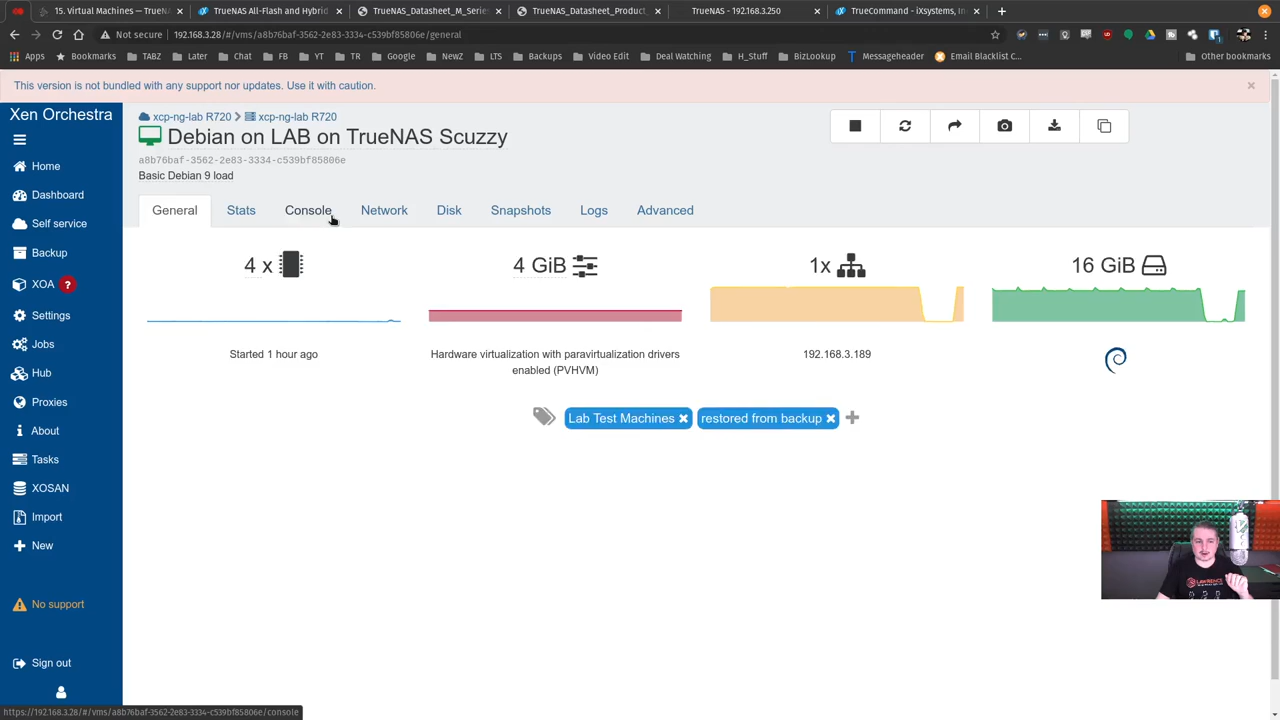 15. Virtual Machines — TrueN
TrueNAS All-Flash and Hybrid
TrueNAS_Datasheet_M_Serie
TrueNAS_Datasheet_Product
TrueNAS - 192.168.3.250
TrueCommand - iXsystems, In
Not secure
192.168.3.28/#/vms/a8b76baf-3562-2e83-3334-c539bf85806e/general
Apps
Bookmarks
TABZ
Later
Chat
FB
YT
TR
Google
NewZ
LTS
Backups
Video Edit
Deal Watching
H_Stuff
BizLookup
Messageheader
Email Blacklist C...
Other bookmarks
This version is not bundled with any support nor updates. Use it with caution.
×
Xen Orchestra
Home
Dashboard
Self service
Backup
XOA ?
Settings
Jobs
Hub
Proxies
About
Tasks
XOSAN
Import
New
No support
Sign out
xcp-ng-lab R720
xcp-ng-lab R720
Debian on LAB on TrueNAS Scuzzy
a8b76baf-3562-2e83-3334-c539bf85806e
Basic Debian 9 load
General
Stats
Console
Network
Disk
Snapshots
Logs
Advanced
4 x
4 GiB
1x
16 GiB
Started 1 hour ago
Hardware virtualization with paravirtualization drivers
enabled (PVHVM)
192.168.3.189
Lab Test Machines
restored from backup
https://192.168.3.28/#/vms/a8b76baf-3562-2e83-3334-c539bf85806e/console